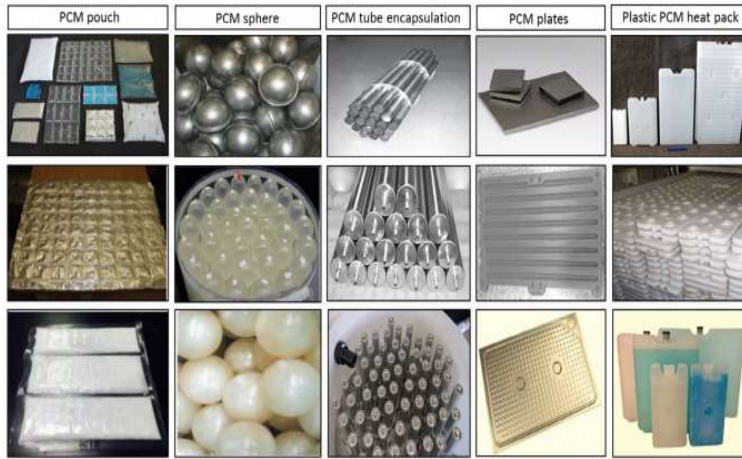 PCM pouch
PCM sphere
PCM tube encapsulation
PCM plates
Plastic PCM heat pack